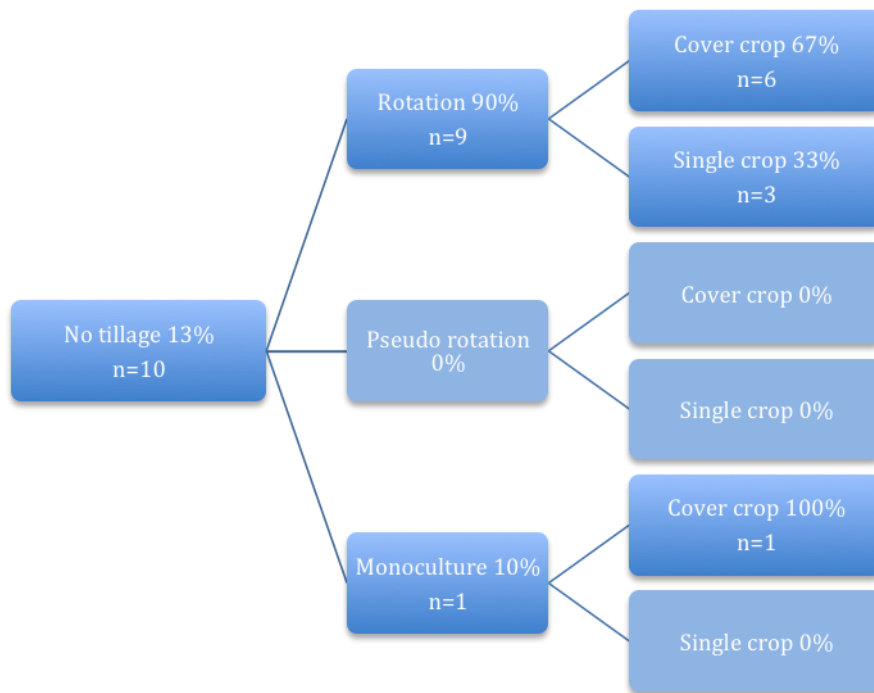 No tillage 13%
n=10
Rotation 90%
n=9
Cover crop 67%
n=6
Single crop 33%
n=3
Pseudo rotation
0%
Cover crop 0%
Single crop 0%
Monoculture 10%
n=1
Cover crop 100%
n=1
Single crop 0%